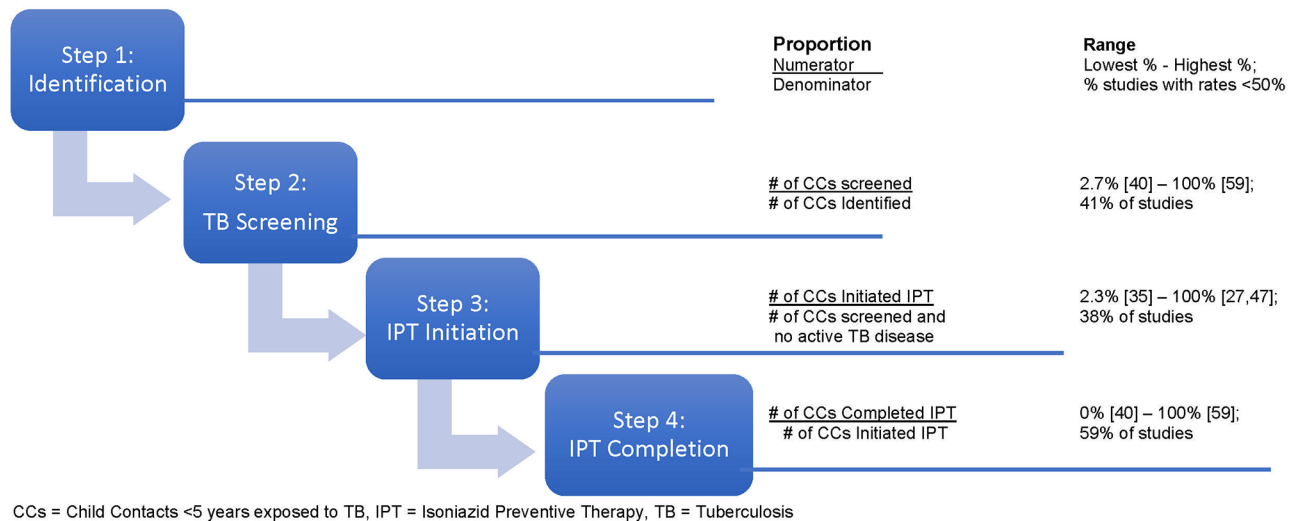 Step 1:
Identification
Proportion
Numerator
Denominator
Range
Lowest % - Highest %;
% studies with rates <50%
Step 2:
TB Screening
# of CCs screened
# of CCs Identified
2.7% [40] – 100% [59];
41% of studies
Step 3:
IPT Initiation
# of CCs Initiated IPT
# of CCs screened and
no active TB disease
2.3% [35] – 100% [27,47];
38% of studies
Step 4:
IPT Completion
# of CCs Completed IPT
# of CCs Initiated IPT
0% [40] – 100% [59];
59% of studies
CCs = Child Contacts <5 years exposed to TB, IPT = Isoniazid Preventive Therapy, TB = Tuberculosis